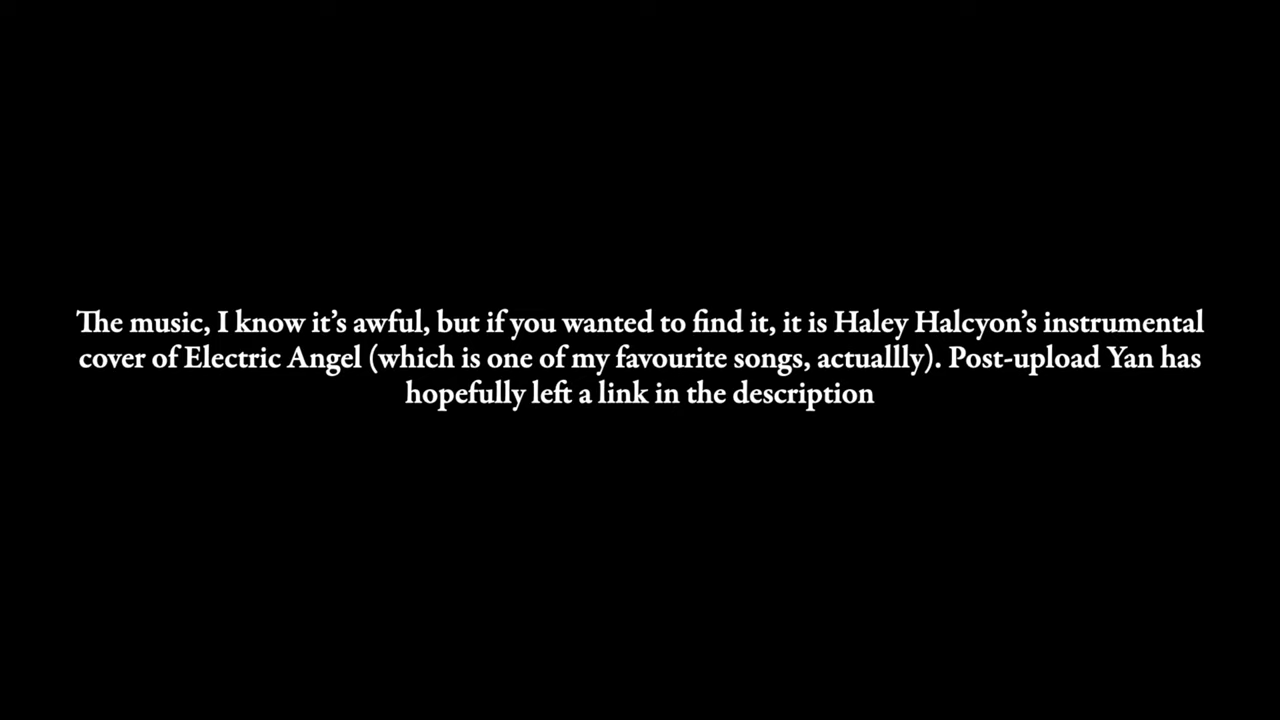 The music, I know it’s awful, but if you wanted to find it, it is Haley Halcyon’s instrumental
cover of Electric Angel (which is one of my favourite songs, actuallly). Post-upload Yan has
hopefully left a link in the description